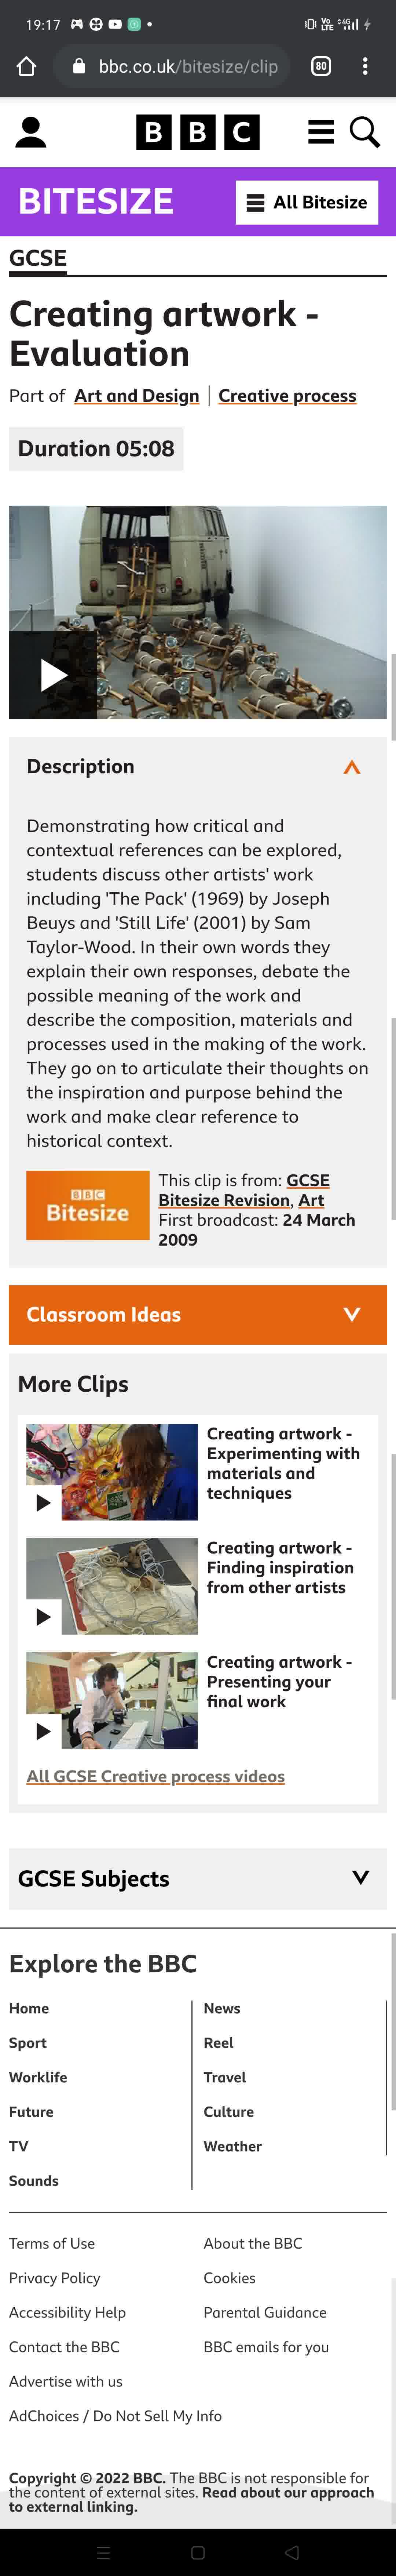 19:17
Vo LTE 4G
bbc.co.uk/bitesize/clip
80
BBC
BITESIZE
All Bitesize
GCSE
Creating artwork -
Evaluation
Part of Art and Design | Creative process
Duration 05:08
Description
Demonstrating how critical and
contextual references can be explored,
students discuss other artists' work
including 'The Pack' (1969) by Joseph
Beuys and 'Still Life' (2001) by Sam
Taylor-Wood. In their own words they
explain their own responses, debate the
possible meaning of the work and
describe the composition, materials and
processes used in the making of the work.
They go on to articulate their thoughts on
the inspiration and purpose behind the
work and make clear reference to
historical context.
BBC
Bitesize
This clip is from: GCSE
Bitesize Revision, Art
First broadcast: 24 March
2009
Classroom Ideas
More Clips
Creating artwork -
Experimenting with
materials and
techniques
Creating artwork -
Finding inspiration
from other artists
Creating artwork -
Presenting your
final work
All GCSE Creative process videos
GCSE Subjects
Explore the BBC
Home
News
Sport
Reel
Worklife
Travel
Future
Culture
TV
Weather
Sounds
Terms of Use
About the BBC
Privacy Policy
Cookies
Accessibility Help
Parental Guidance
Contact the BBC
BBC emails for you
Advertise with us
AdChoices / Do Not Sell My Info
Copyright © 2022 BBC. The BBC is not responsible for
the content of external sites. Read about our approach
to external linking.